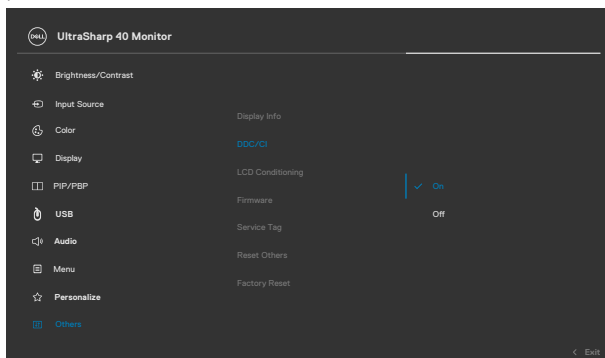 DELL
UltraSharp 40 Monitor
Brightness/Contrast
Input Source
Color
Display
PIP/PBP
USB
Audio
Menu
Personalize
Others
Display Info
DDC/CI
LCD Conditioning
Firmware
Service Tag
Reset Others
Factory Reset
On
Off
Exit